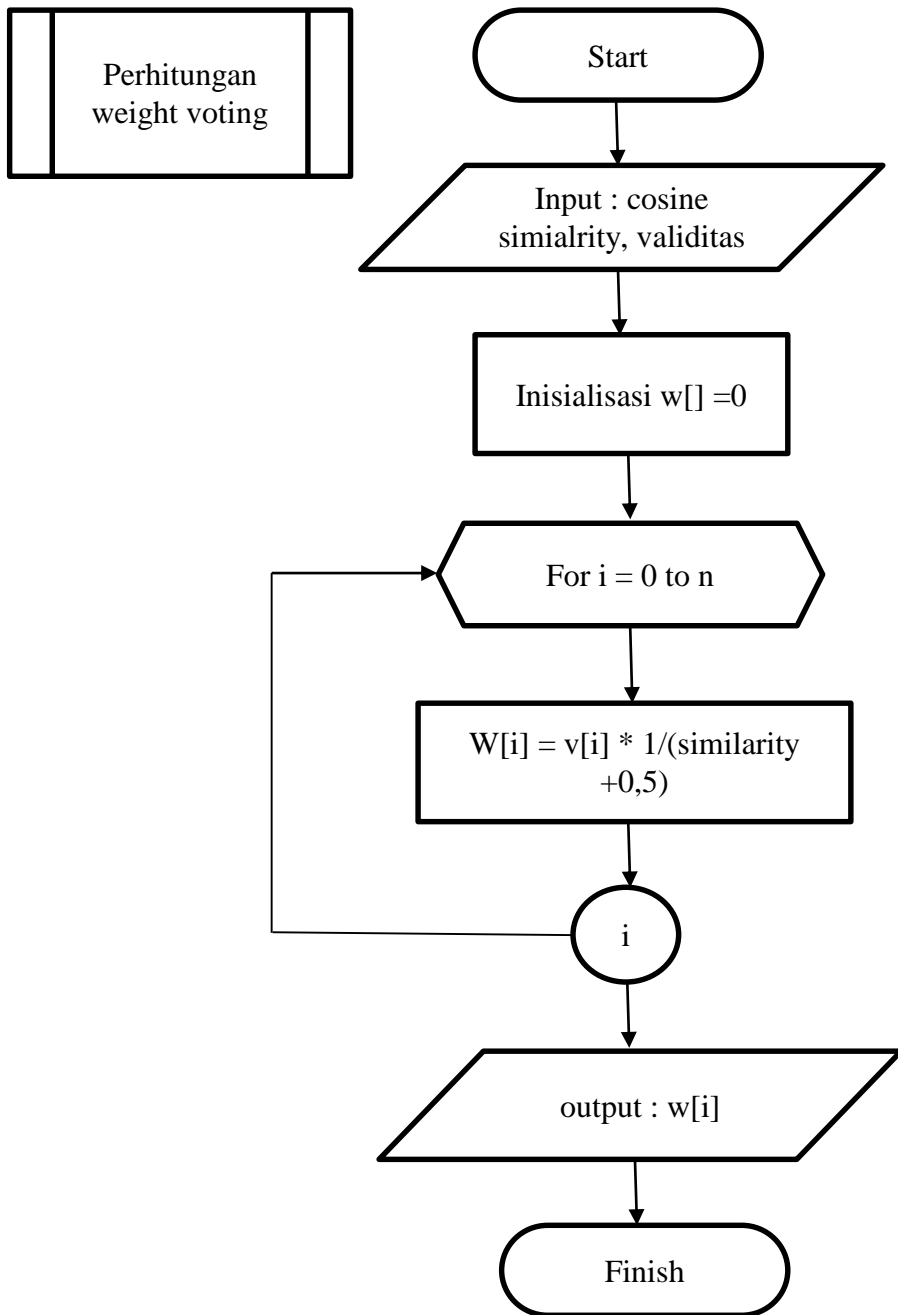 Perhitungan
weight voting
Start
Input : cosine
simialrity, validitas
Inisialisasi w[] =0
For i = 0 to n
W[i] = v[i] * 1/(similarity
+0,5)
i
output : w[i]
Finish